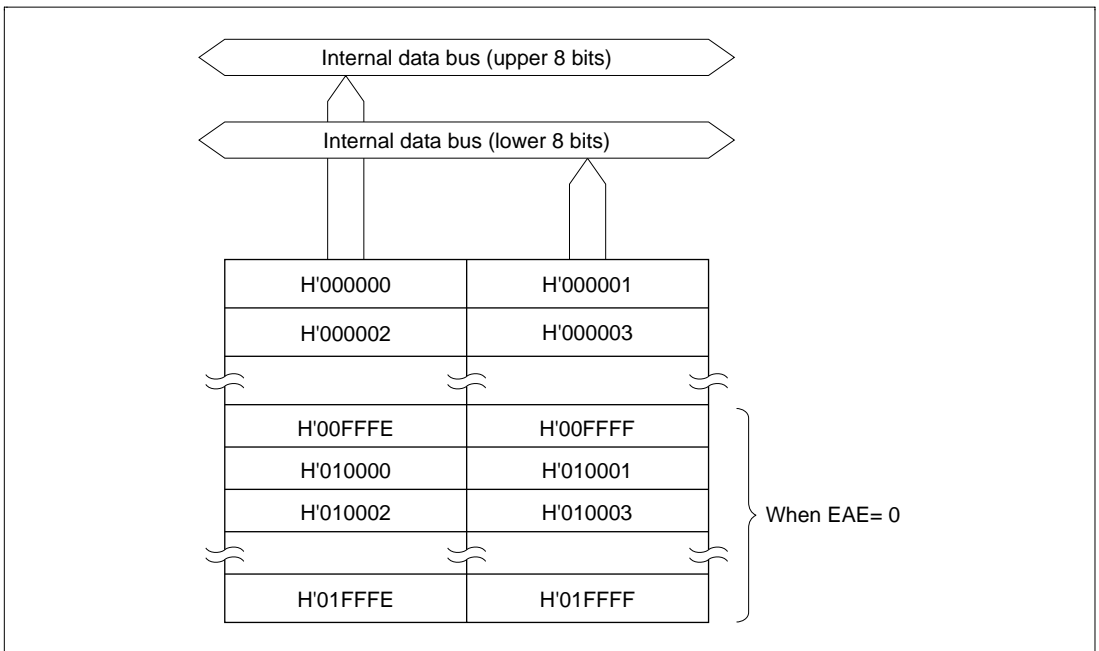 Internal data bus (upper 8 bits)
Internal data bus (lower 8 bits)
H'000000 H'000001
H'000002 H'000003
H'00FFFE H'00FFFF
H'010000 H'010001
H'010002 H'010003
When EAE= 0
H'01FFFE H'01FFFF